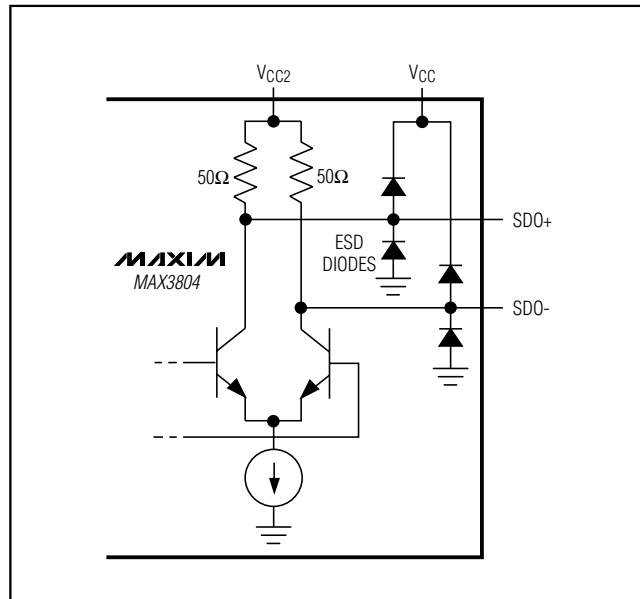 VCC2
VCC
50Ω
50Ω
SDO+
ESD
DIODES
MAXIM
MAX3804
SDO-